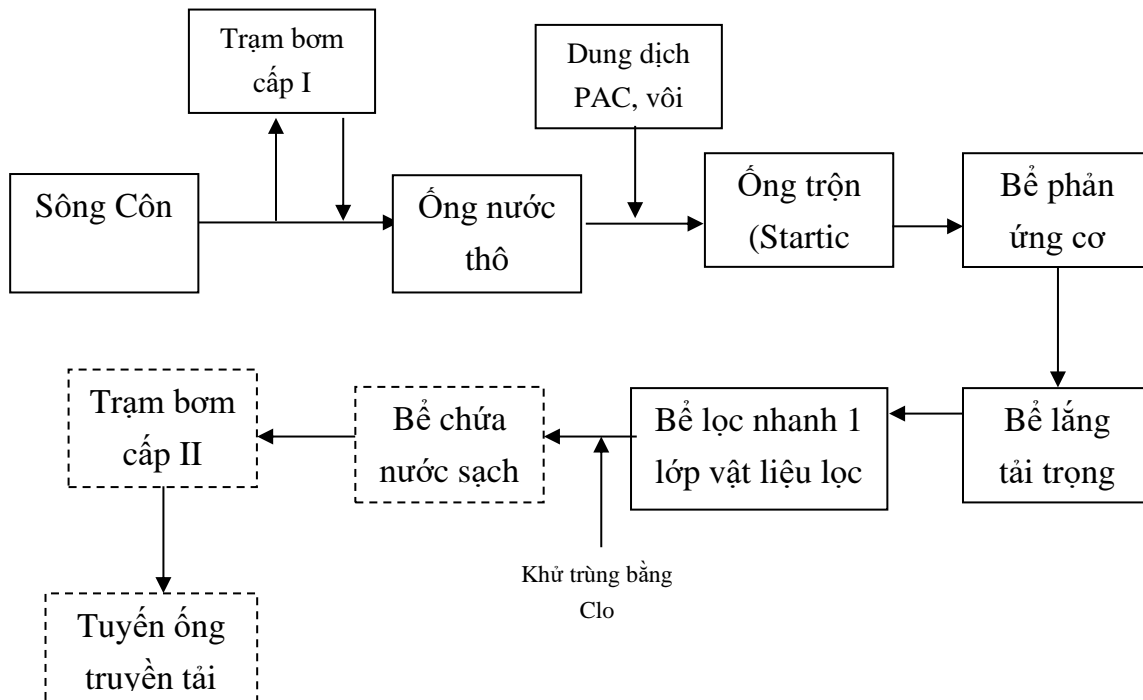 Trạm bơm
cấp I
Dung dịch
PAC, vôi
Sông Côn
Ống nước
thô
Ống trộn
(Startic
Bể phản
ứng cơ
Trạm bơm
cấp II
Bể chứa
nước sạch
Bể lọc nhanh 1
lớp vật liệu lọc
Bể lắng
tải trọng
Khử trùng bằng
Clo
Tuyến ống
truyền tải